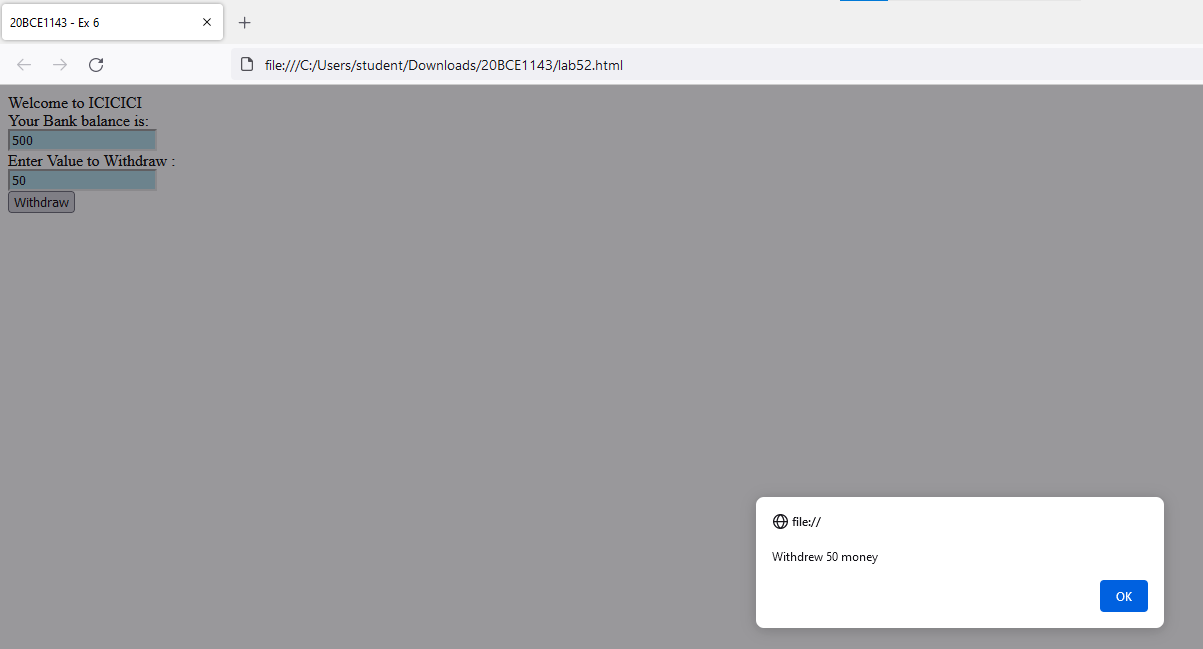 20BCE1143 - Ex 6
file:///C:/Users/student/Downloads/20BCE1143/lab52.html
Welcome to ICICICI
Your Bank balance is:
500
Enter Value to Withdraw :
50
Withdraw
file://
Withdrew 50 money
OK